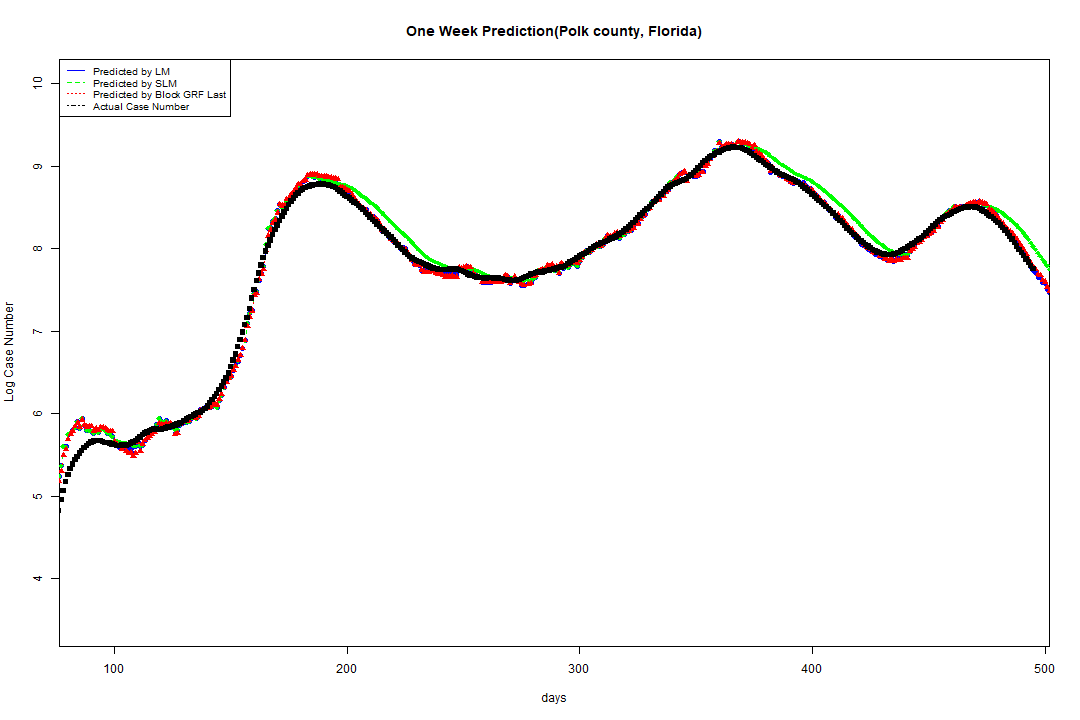 One Week Prediction(Polk county, Florida)
Predicted by LM
Predicted by SLM
Predicted by Block GRF Last
Actual Case Number
10
9
8
7
6
5
4
Log Case Number
100 200 300 400 500
days